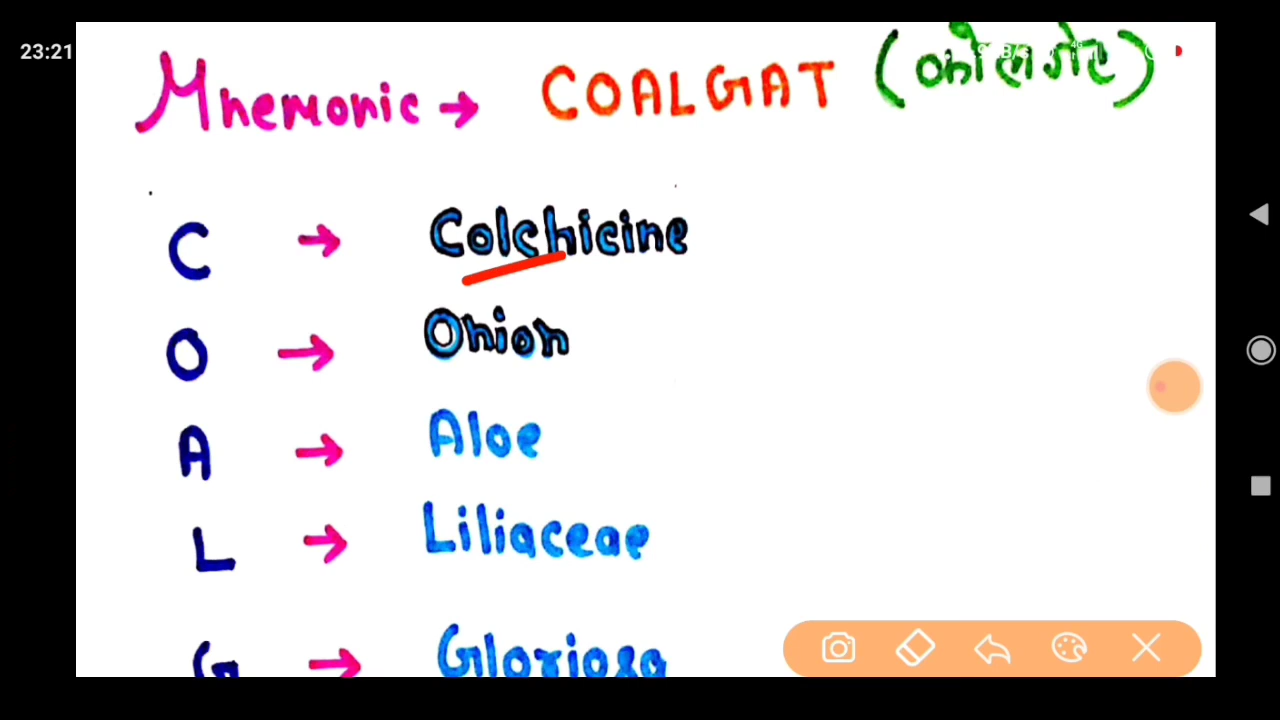 23:21
Mnemonic → COALGAT (कोलगेट)
C → Colchicine
O → Onion
A → Aloe
L → Liliaceae
G → Gloriosa